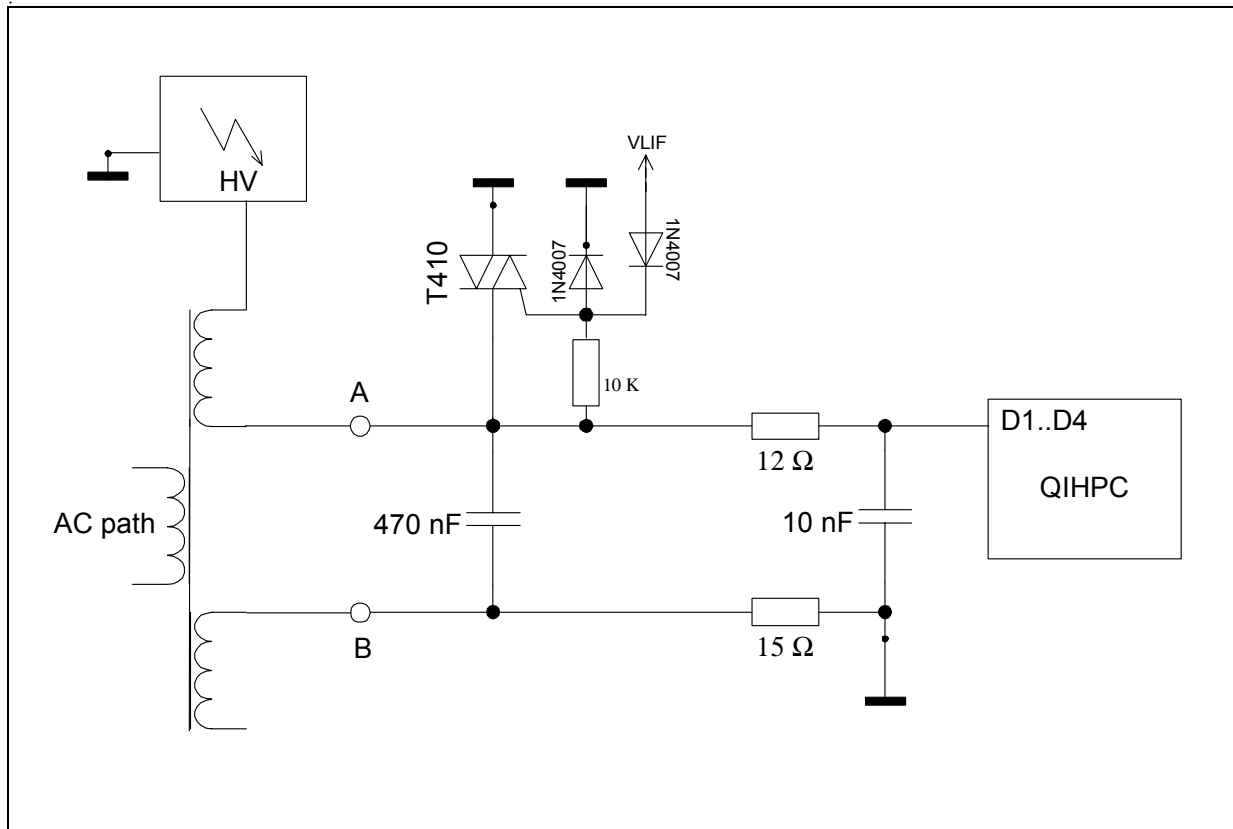 HV
VLIF
T410
1N4007
1N4007
10 K
A
12 Ω
D1..D4
QIHPC
AC path
470 nF
10 nF
B
15 Ω